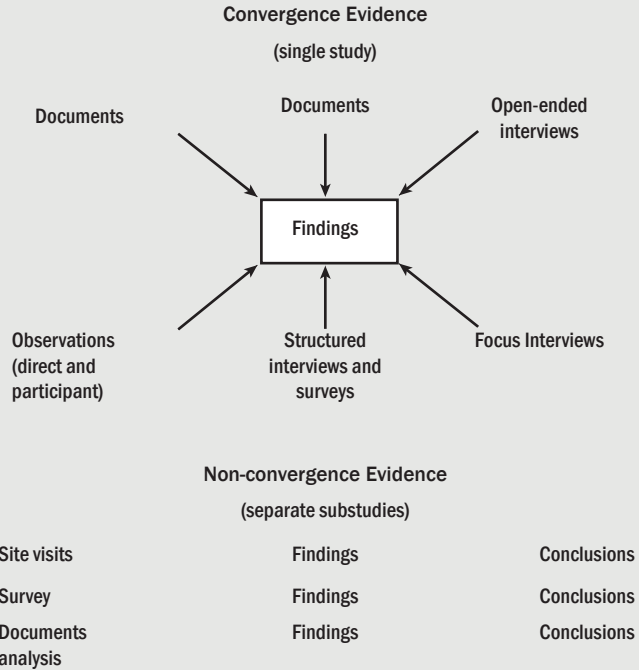 Convergence Evidence
(single study)
Documents
Documents
Open-ended
interviews
Findings
Observations
(direct and
participant)
Structured
interviews and
surveys
Focus Interviews
Non-convergence Evidence
(separate substudies)
Site visits
Findings
Conclusions
Survey
Findings
Conclusions
Documents
analysis
Findings
Conclusions